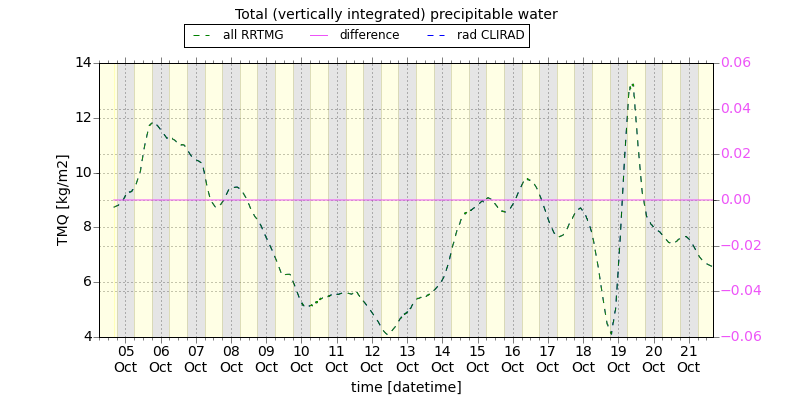 Total (vertically integrated) precipitable water
all RRTMG difference rad CLIRAD
14 0.06
0.04
12
0.02
10
0.00
8
−0.02
6
−0.04
4 −0.06
TMQ [kg/m2]
05 06 07 08 09 10 11 12 13 14 15 16 17 18 19 20 21
Oct Oct Oct Oct Oct Oct Oct Oct Oct Oct Oct Oct Oct Oct Oct Oct Oct
time [datetime]